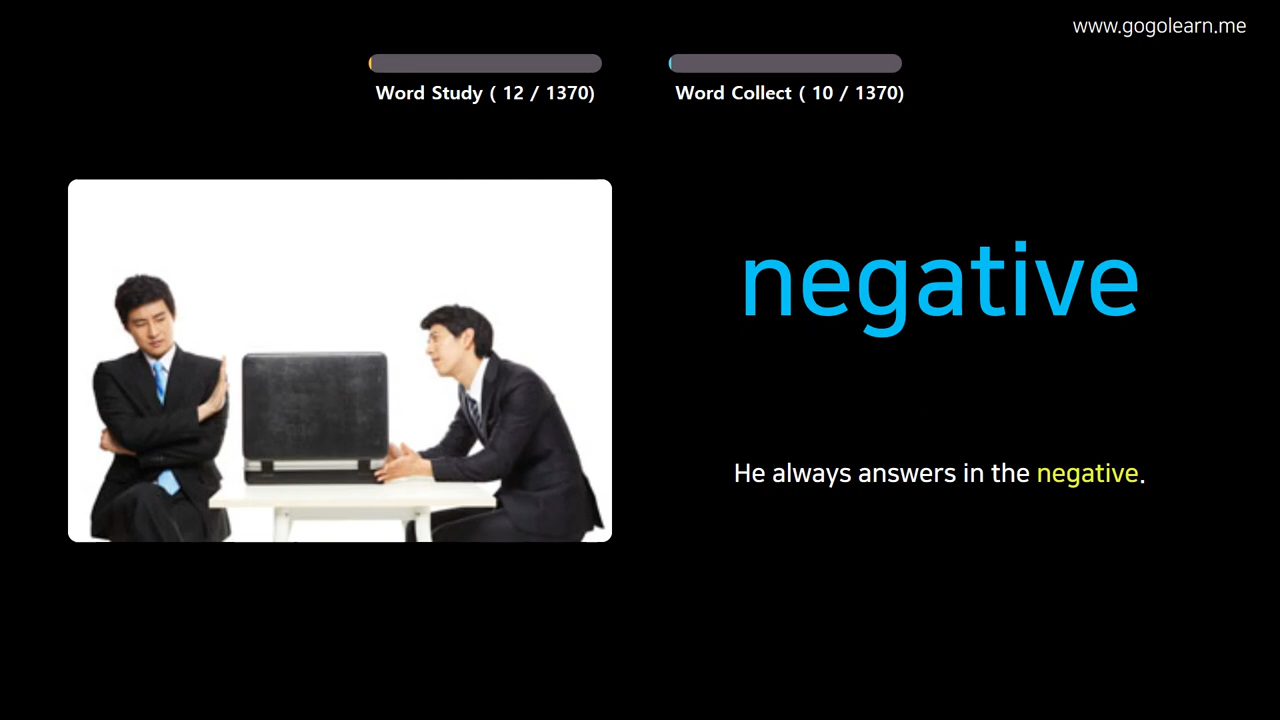 www.gogolearn.me
Word Study ( 12 / 1370)
Word Collect ( 10 / 1370)
negative
He always answers in the negative.